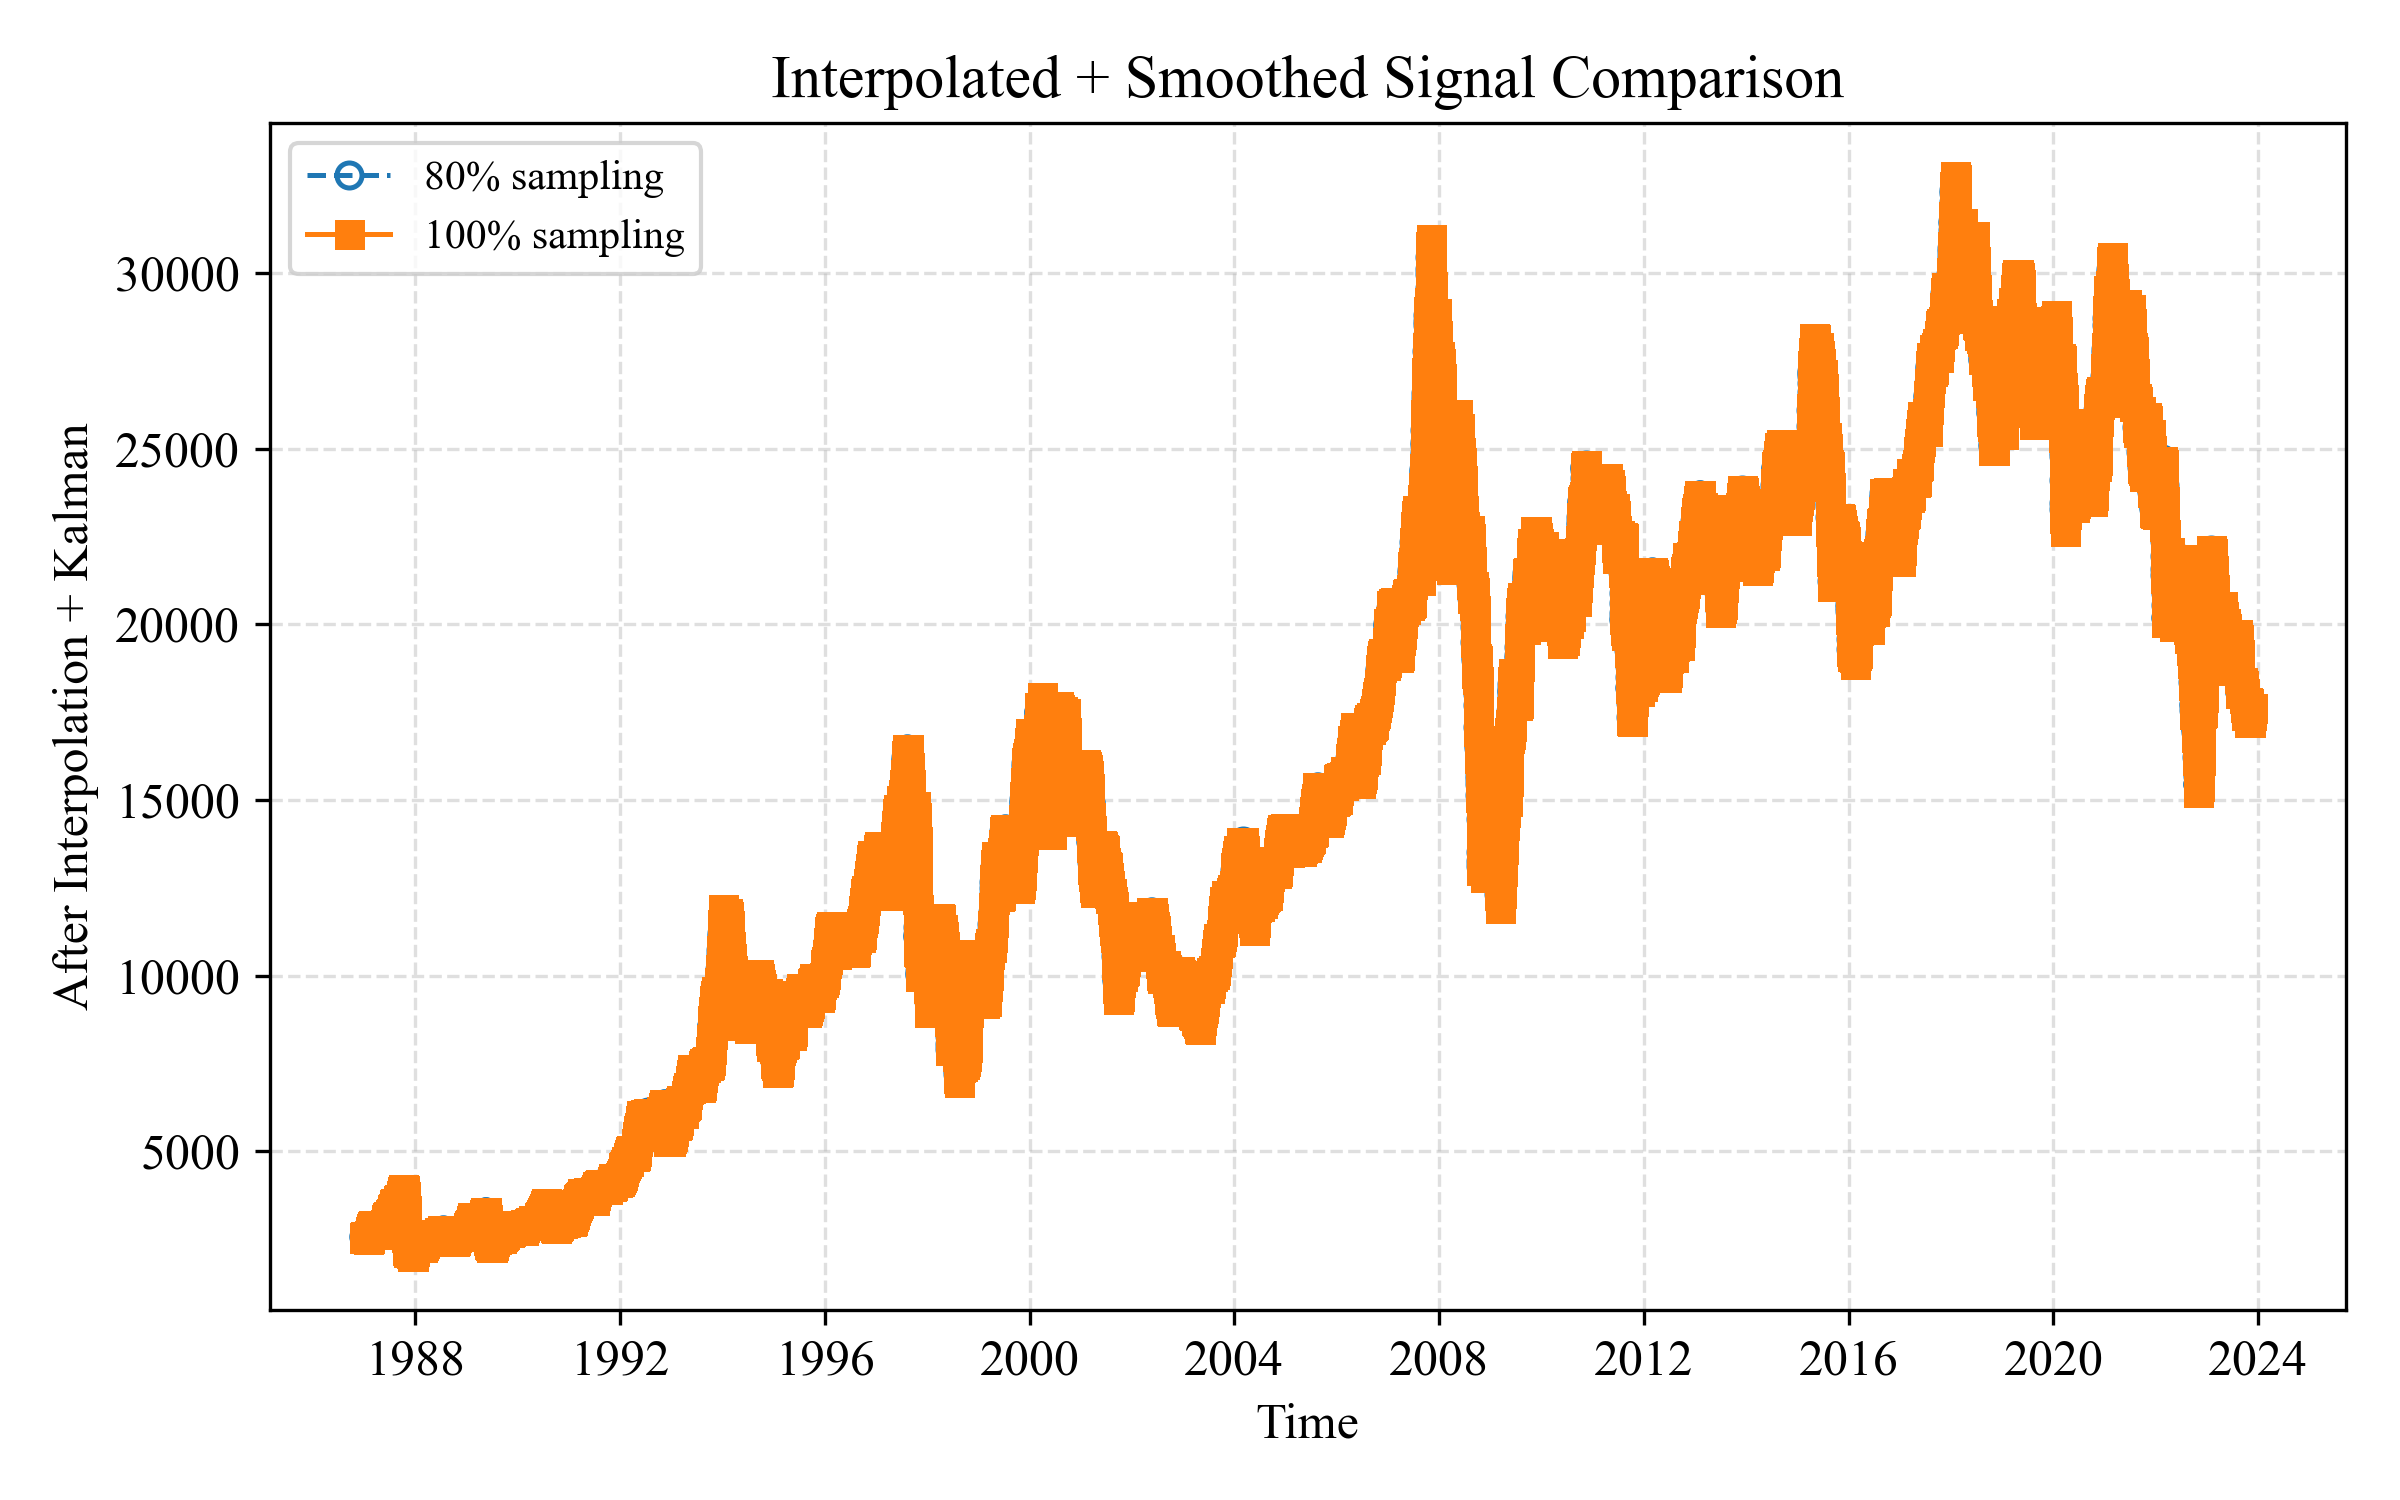 Interpolated + Smoothed Signal Comparison
80% sampling
100% sampling
After Interpolation + Kalman
30000
25000
20000
15000
10000
5000
1988 1992 1996 2000 2004 2008 2012 2016 2020 2024
Time